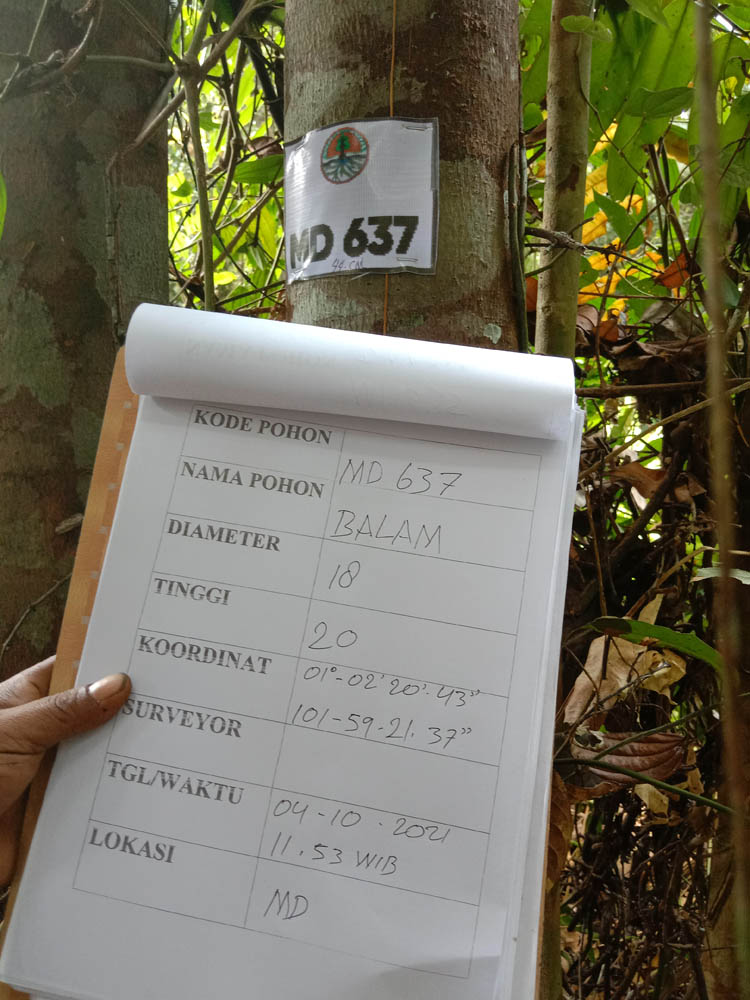 MD 637
44 CM
KODE POHON MD 637
NAMA POHON BALAM
DIAMETER 18
TINGGI 20
KOORDINAT 01°-02' 20'. 43"
101-59-21. 37"
SURVEYOR
TGL/WAKTU 04-10.2021
11.53 WIB
LOKASI MD